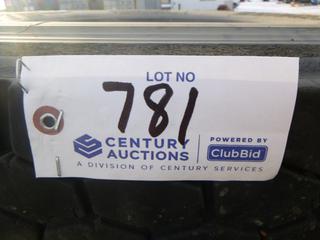 LOT NO
781
CENTURY AUCTIONS
POWERED BY
ClubBid
A DIVISION OF CENTURY SERVICES